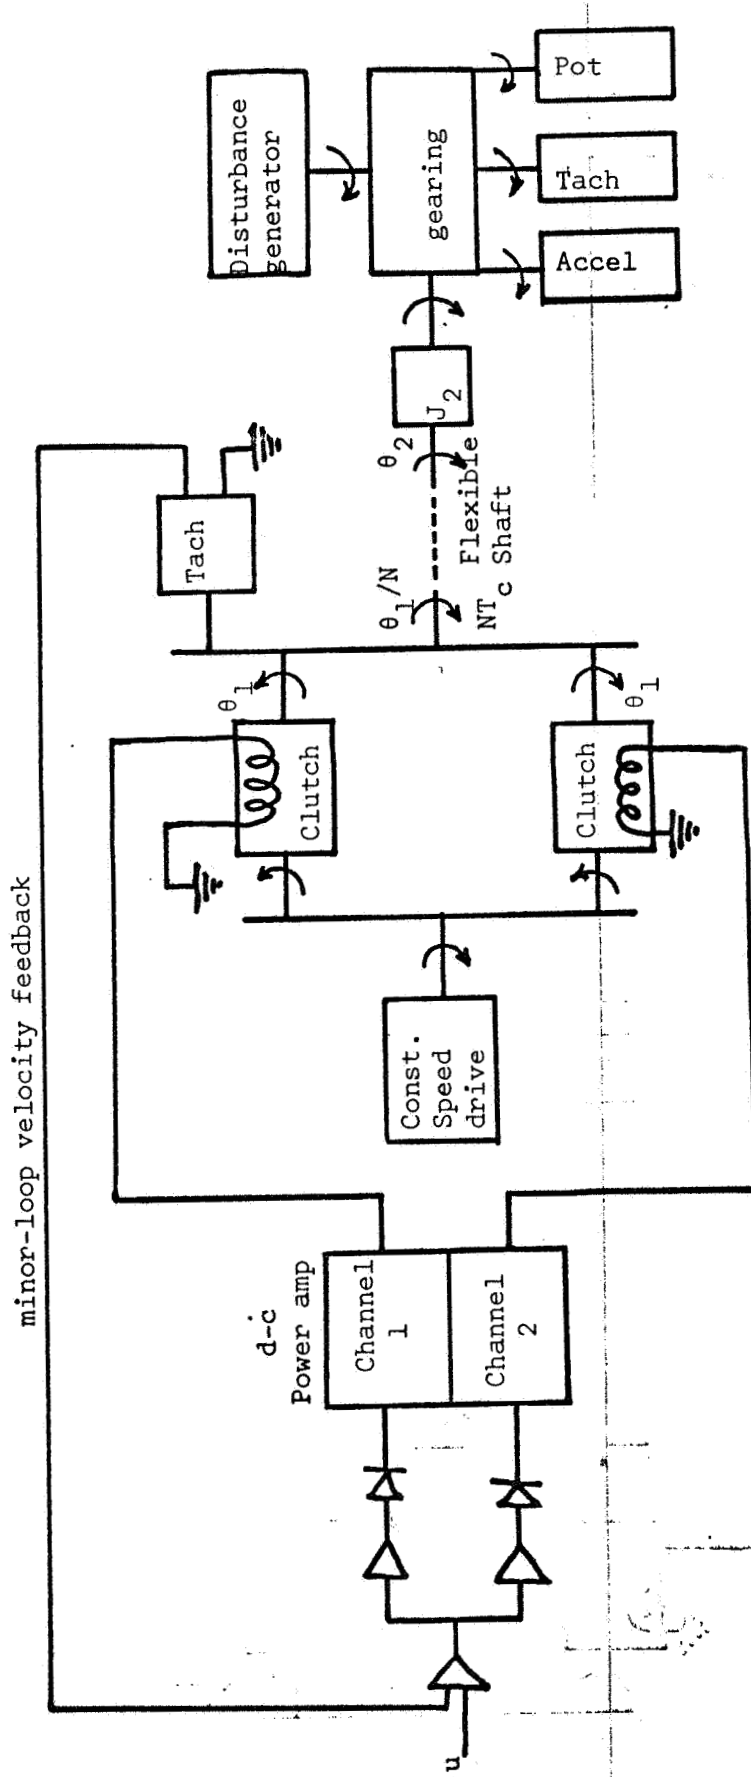 minor-loop velocity feedback
u
d-c
Power amp
Channel
1
Channel
2
Const.
Speed
drive
Clutch
θ1
Clutch
θ1
Tach
θ1/N
NTc
Flexible
Shaft
θ2
J2
Disturbance
generator
gearing
Pot
Tach
Accel